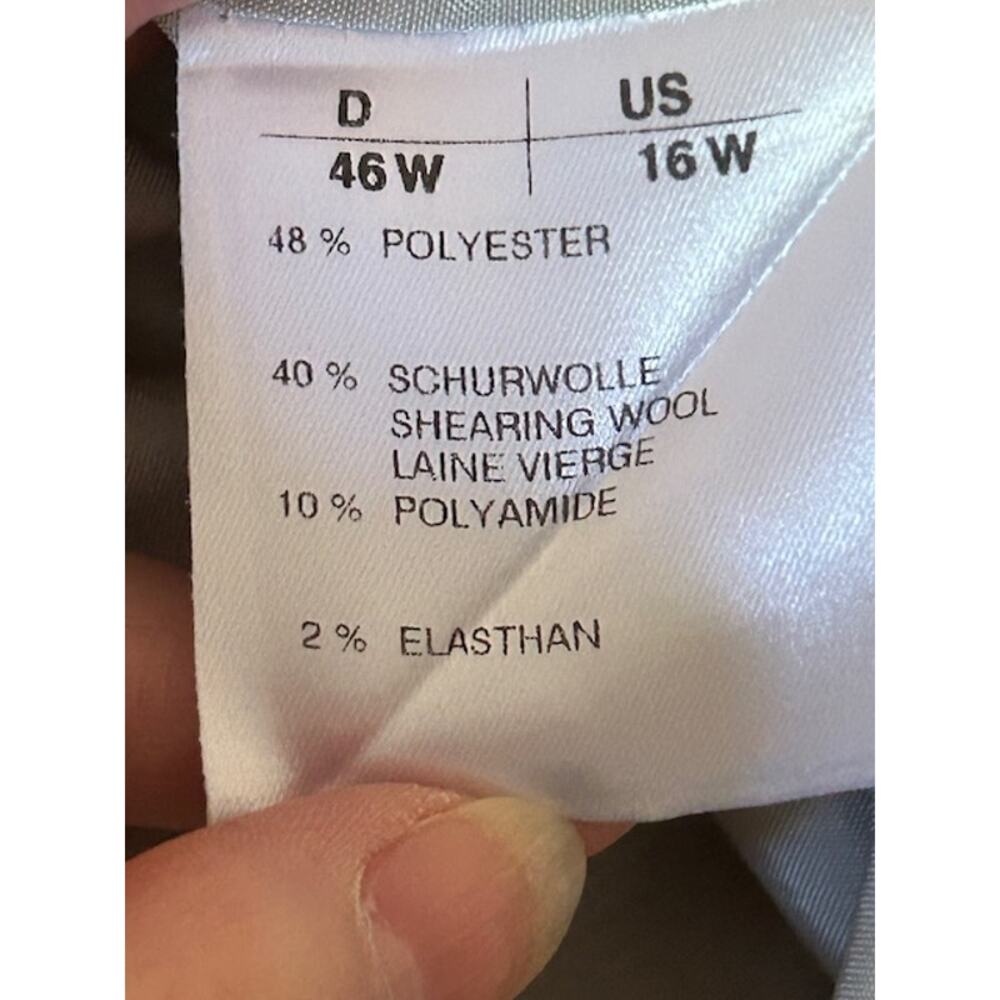 D US
46 W 16 W
48 % POLYESTER
40 % SCHURWOLLE
SHEARING WOOL
LAINE VIERGE
10 % POLYAMIDE
2 % ELASTHAN